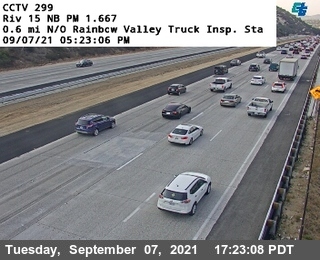 CCTV 299
Riv 15 NB PM 1.667
0.6 mi N/O Rainbow Valley Truck Insp. Sta
09/07/21 05:23:06 PM
Tuesday, September 07, 2021 17:23:08 PDT